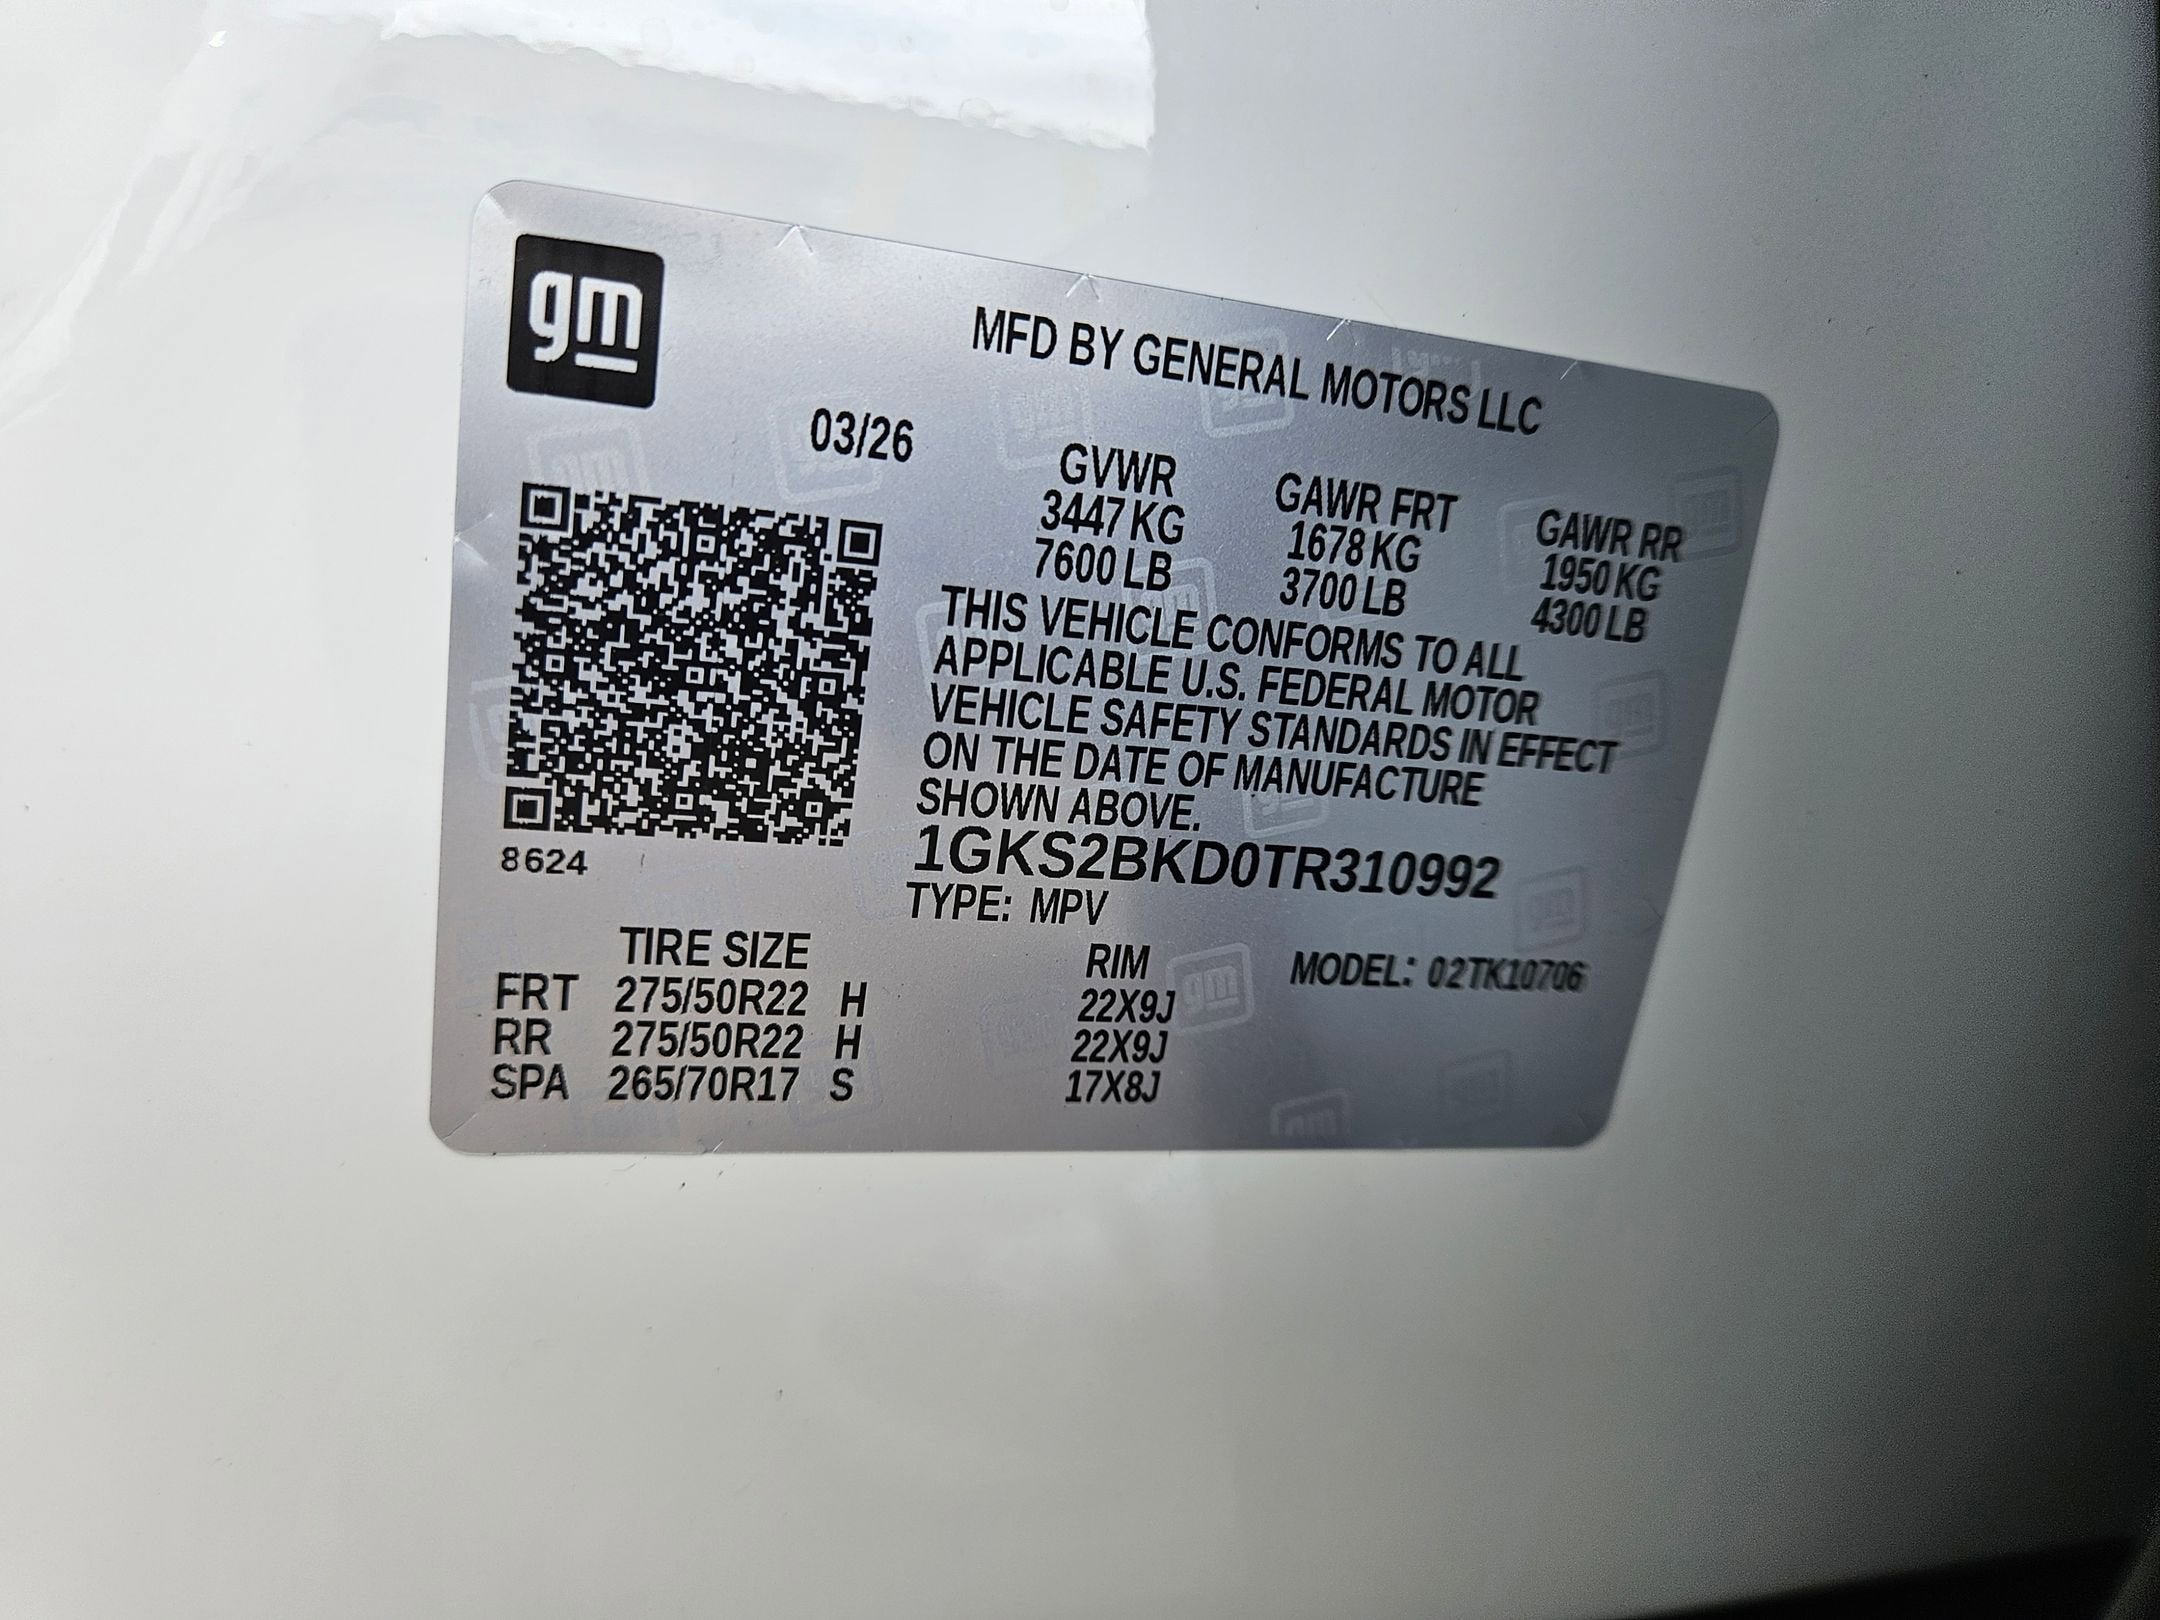 gm
MFD BY GENERAL MOTORS LLC
03/26
GVWR GAWR FRT GAWR RR
3447 KG 1678 KG 1950 KG
7600 LB 3700 LB 4300 LB
THIS VEHICLE CONFORMS TO ALL
APPLICABLE U.S. FEDERAL MOTOR
VEHICLE SAFETY STANDARDS IN EFFECT
ON THE DATE OF MANUFACTURE
SHOWN ABOVE.
1GKS2BKD0TR310992
8624
TYPE: MPV
MODEL: 02TK10706
TIRE SIZE RIM
FRT 275/50R22 H 22X9J
RR 275/50R22 H 22X9J
SPA 265/70R17 S 17X8J